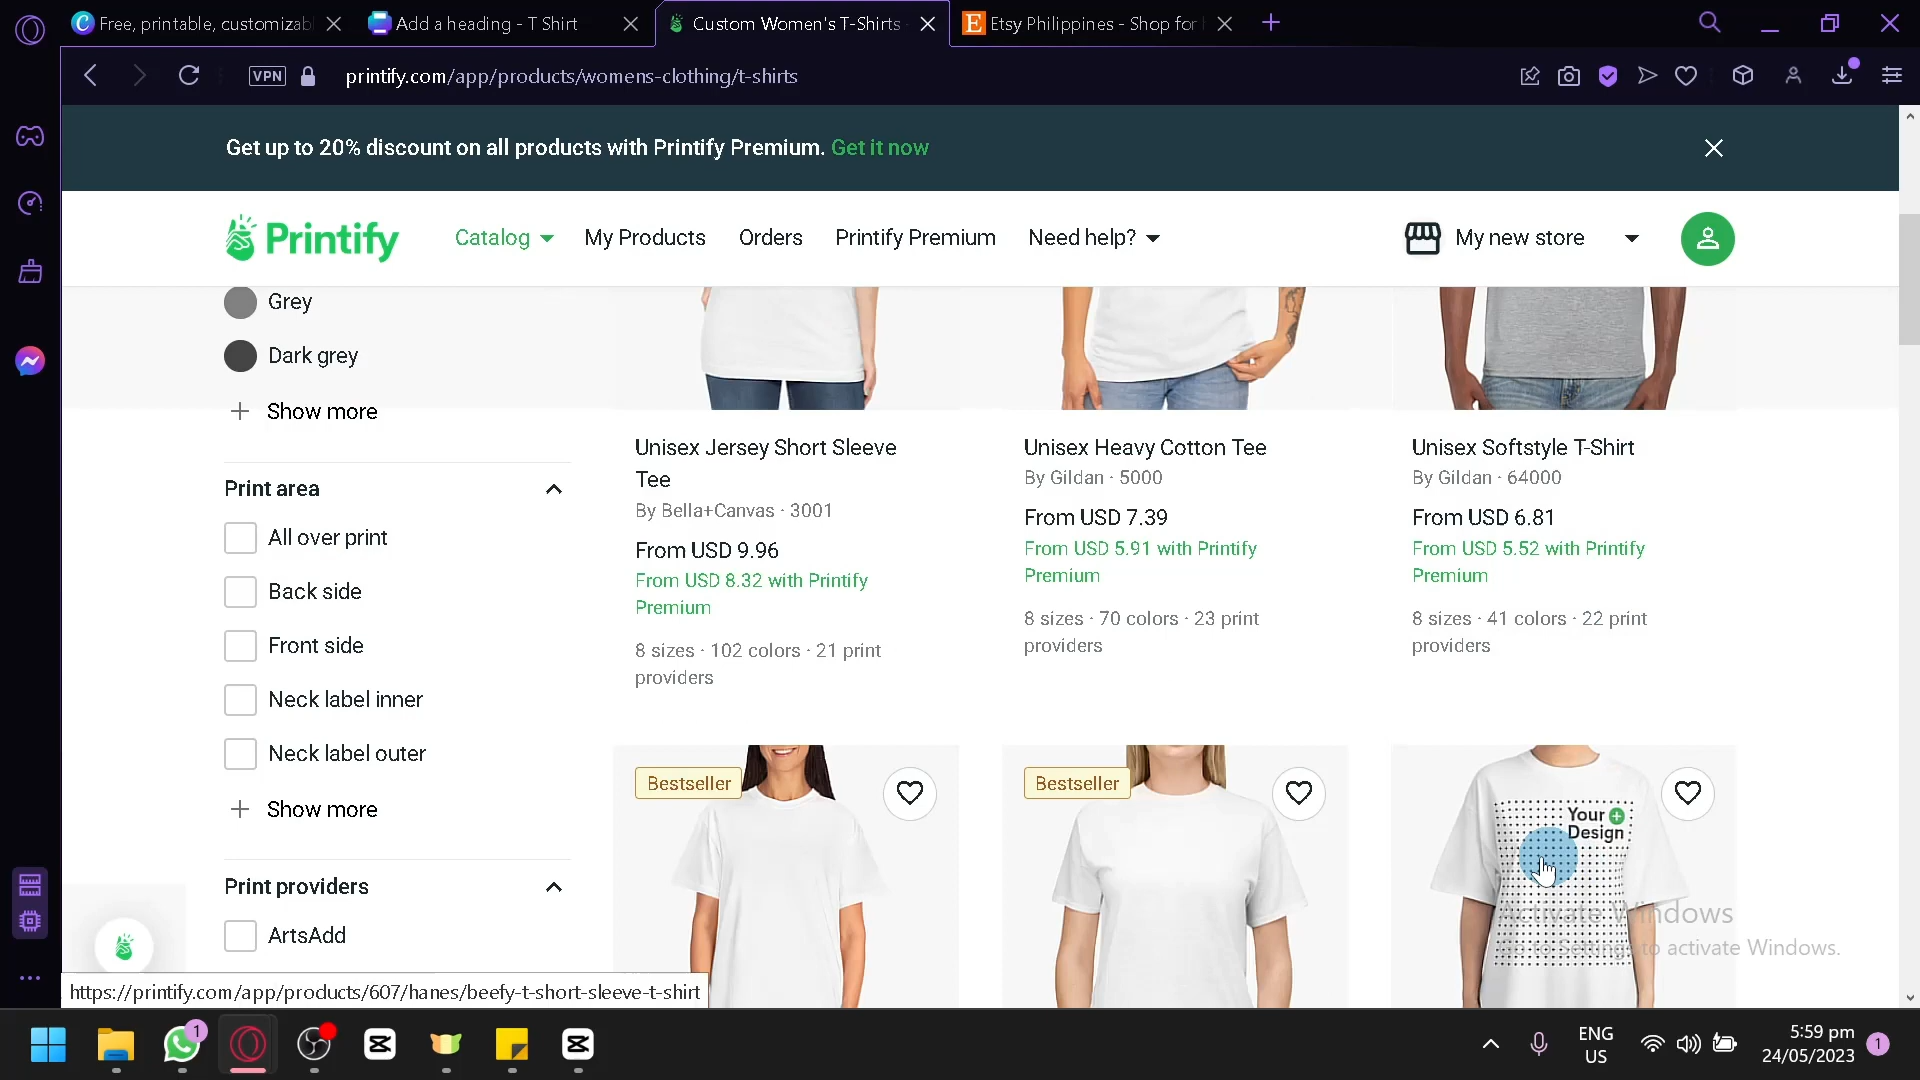 Free, printable, customizab
Add a heading - T Shirt
Custom Women's T-Shirts
Etsy Philippines - Shop for
VPN
printify.com/app/products/womens-clothing/t-shirts
Get up to 20% discount on all products with Printify Premium. Get it now
Printify
Catalog
My Products
Orders
Printify Premium
Need help?
My new store
Grey
Dark grey
Show more
Print area
All over print
Back side
Front side
Neck label inner
Neck label outer
Show more
Print providers
ArtsAdd
Unisex Jersey Short Sleeve
Tee
By Bella+Canvas · 3001
From USD 9.96
From USD 8.32 with Printify
Premium
8 sizes · 102 colors · 21 print
providers
Unisex Heavy Cotton Tee
By Gildan · 5000
From USD 7.39
From USD 5.91 with Printify
Premium
8 sizes · 70 colors · 23 print
providers
Unisex Softstyle T-Shirt
By Gildan · 64000
From USD 6.81
From USD 5.52 with Printify
Premium
8 sizes · 41 colors · 22 print
providers
Bestseller
Bestseller
Your
Design
Activate Windows
Go to Settings to activate Windows.
https://printify.com/app/products/607/hanes/beefy-t-short-sleeve-t-shirt
1
ENG
US
5:59 pm
24/05/2023
1